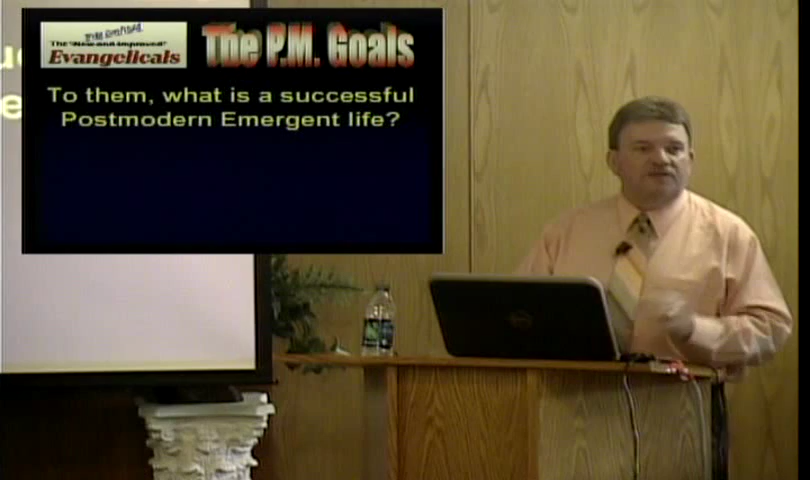 The "New and Improved"
Evangelicals
The P.M. Goals
To them, what is a successful
Postmodern Emergent life?